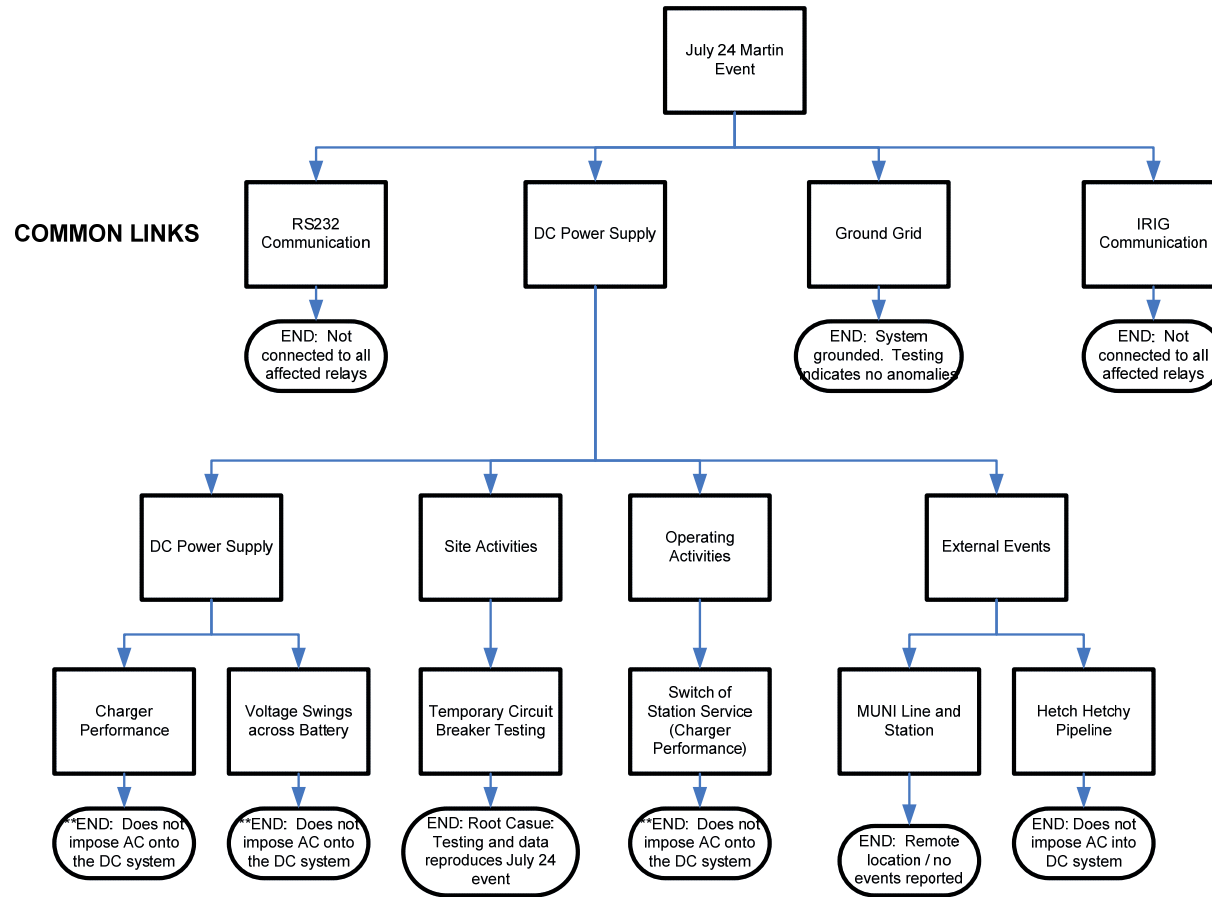 July 24 Martin
Event
COMMON LINKS
RS232
Communication
DC Power Supply
Ground Grid
IRIG
Communication
END:  Not
connected to all
affected relays
END:  System
grounded.  Testing
indicates no anomalies
END:  Not
connected to all
affected relays
DC Power Supply
Site Activities
Operating
Activities
External Events
Charger
Performance
Voltage Swings
across Battery
Temporary Circuit
Breaker Testing
Switch of
Station Service
(Charger
Performance)
MUNI Line and
Station
Hetch Hetchy
Pipeline
**END:  Does not
impose AC onto
the DC system
**END:  Does not
impose AC onto
the DC system
END: Root Casue:
Testing and data
reproduces July 24
event
**END:  Does not
impose AC onto
the DC system
END:  Remote
location / no
events reported
END: Does not
impose AC into
DC system